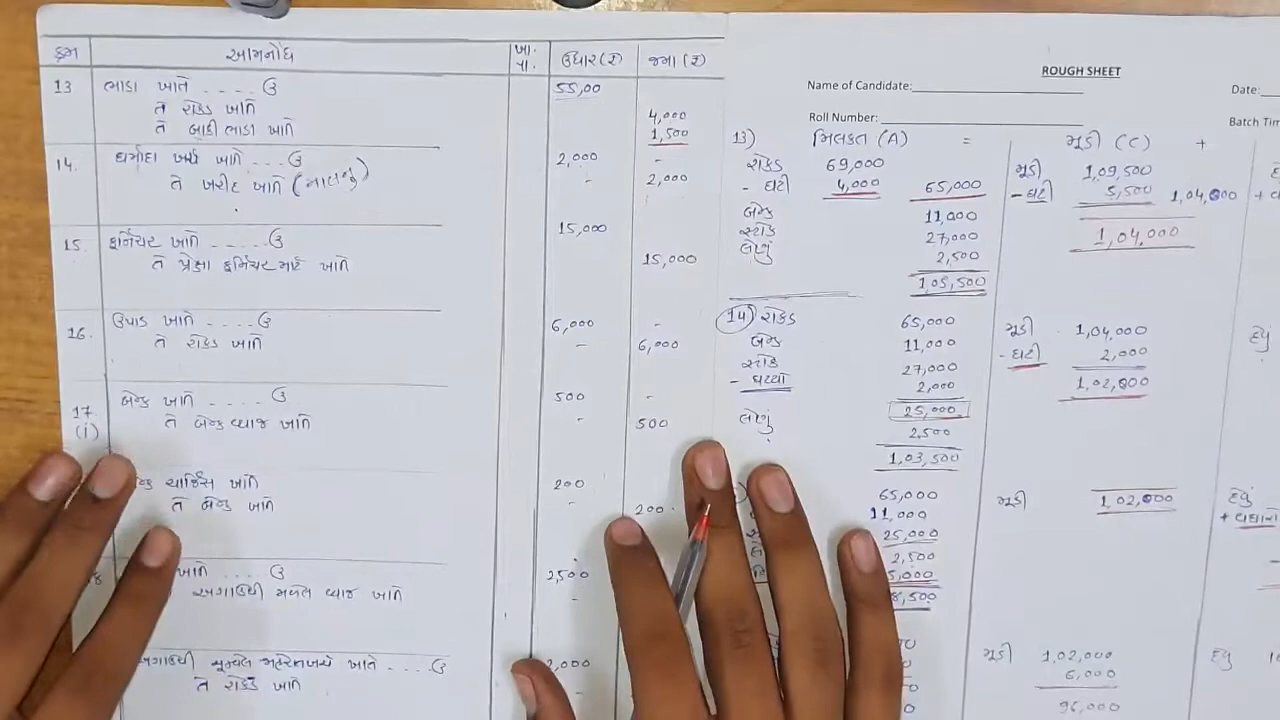 ક્રમ આમનોંધ ખા. પા. ઉધાર(₹) જમા (₹)
13 ભાડા ખાતે . . . . ઉ 55,00
તે રોકડ ખાતે 4,000
તે બાકી ભાડા ખાતે 1,500
14. ધર્માદા ખર્ચ ખાતે . . . ઉ 2,000 -
તે ખરીદ ખાતે (માલનું) - 2,000
15. ફર્નિચર ખાતે . . . . . ઉ 15,000
તે પ્રેક્ષા ફર્નિચર માર્ટ ખાતે 15,000
16. ઉપાડ ખાતે . . . . ઉ 6,000 -
તે રોકડ ખાતે - 6,000
17. (i) બેન્ક ખાતે . . . . ઉ 500 -
તે બેન્ક વ્યાજ ખાતે - 500
ચાર્જિસ ખાતે 200
તે બેન્ક ખાતે - 200
ખાતે . . . . ઉ 2,500
અગાઉથી મળેલ વ્યાજ ખાતે -
અગાઉથી ચૂકવેલ જાહેરાતખર્ચ ખાતે . . . . ઉ 2,000
તે રોકડ ખાતે -
ROUGH SHEET
Name of Candidate: Date:
Roll Number: Batch Tim
13) મિલકત (A) = મૂડી (C) +
રોકડ 69,000 મૂડી 1,09,500
- ઘટી 4,000 65,000 - ઘટી 5,500 1,04,000
બેન્ક 11,000
સ્ટોક 27,000 1,04,000
લેણું 2,500
1,05,500
14) રોકડ 65,000 મૂડી 1,04,000
બેન્ક 11,000 - ઘટી 2,000
સ્ટોક 27,000 1,02,000
- ઘટ્યો 2,000
25,000
લેણું 2,500
1,03,500
65,000 મૂડી 1,02,000
11,000
25,000
2,500
5,000
8,500
મૂડી 1,02,000
6,000
96,000